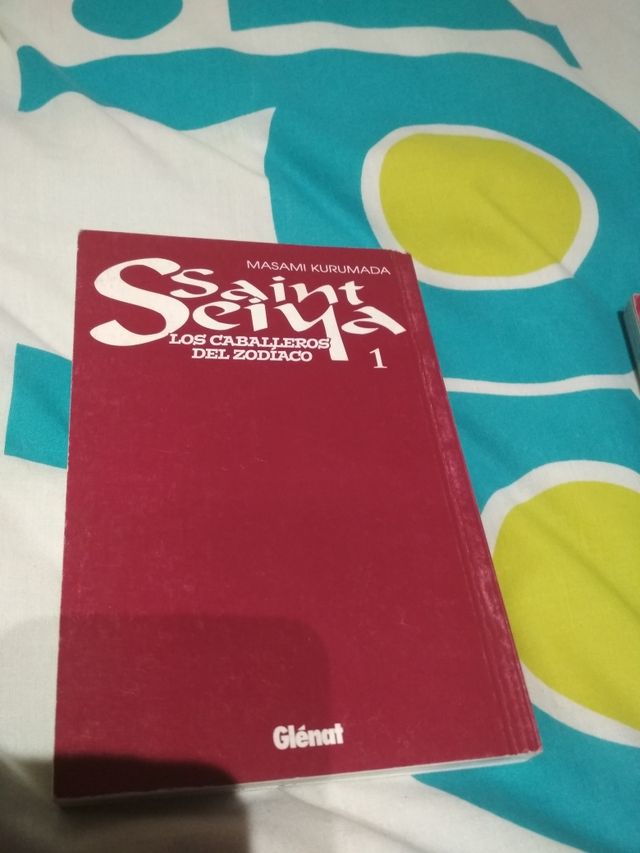 MASAMI KURUMADA
Saint
Seiya
LOS CABALLEROS
DEL ZODÍACO
1
Glénat